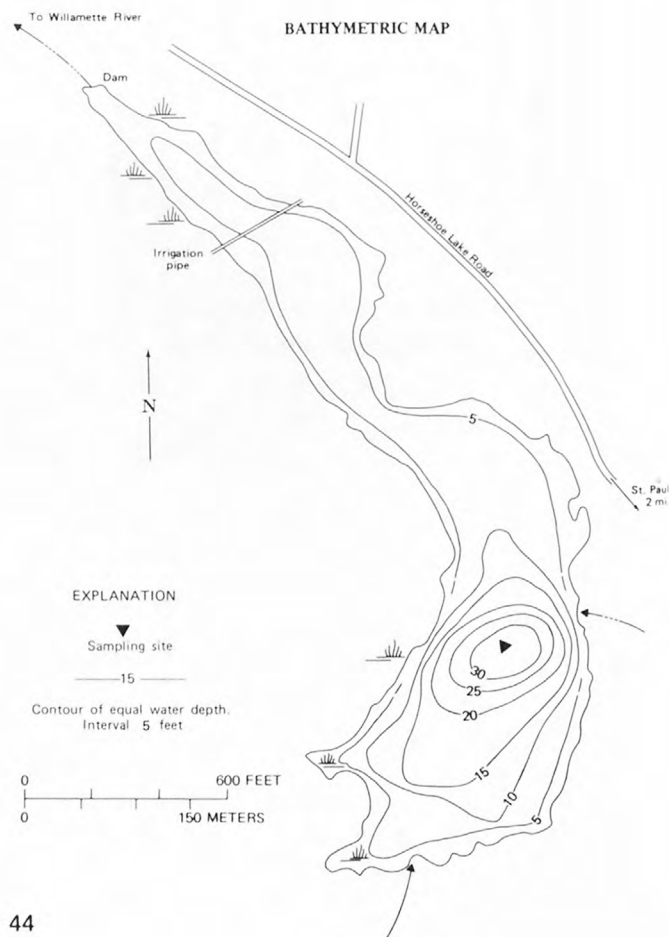 To Willamette River
BATHYMETRIC MAP
Dam
Horseshoe Lake Road
Irrigation
pipe
N
5
St. Paul
2 mi.
EXPLANATION
Sampling site
15
Contour of equal water depth.
Interval 5 feet
30
25
20
15
10
5
0 600 FEET
0 150 METERS
44